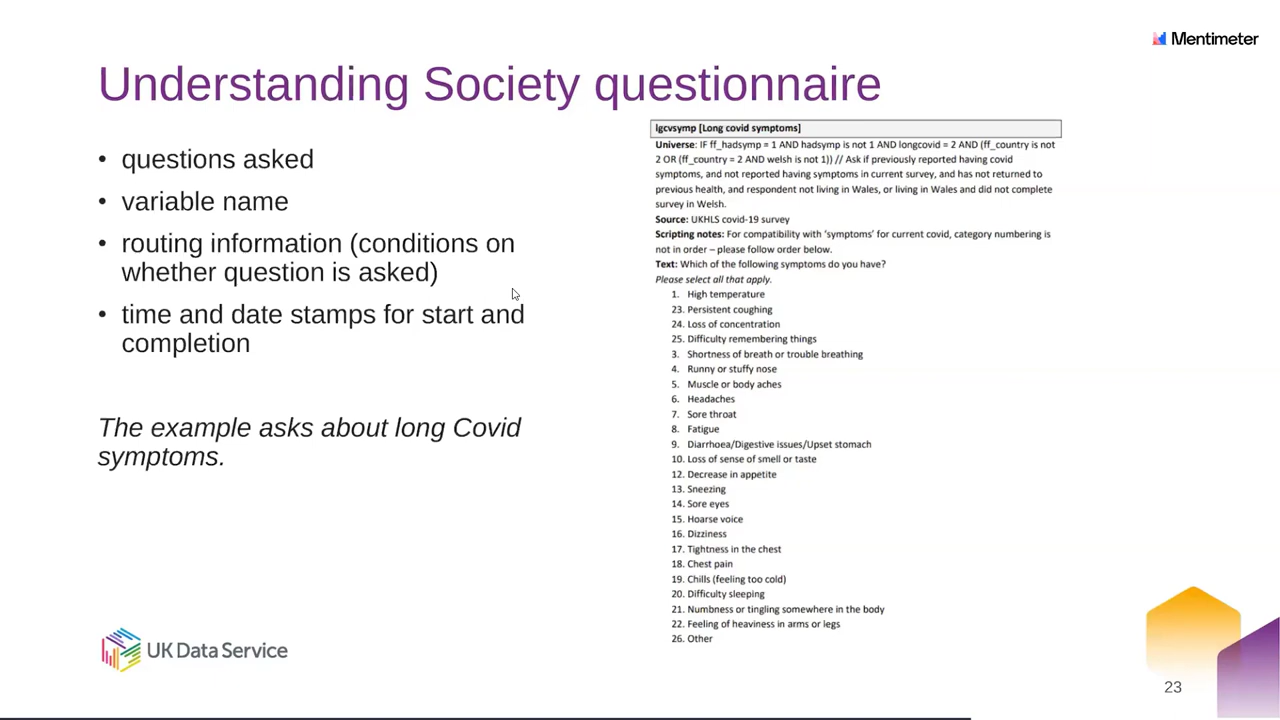 Mentimeter
Understanding Society questionnaire
• questions asked
• variable name
• routing information (conditions on
whether question is asked)
• time and date stamps for start and
completion
The example asks about long Covid
symptoms.
lgcvsymp [Long covid symptoms]
Universe: IF ff_hadsymp = 1 AND hadsymp is not 1 AND longcovid = 2 AND (ff_country is not
2 OR (ff_country = 2 AND welsh is not 1)) // Ask if previously reported having covid
symptoms, and not reported having symptoms in current survey, and has not returned to
previous health, and respondent not living in Wales, or living in Wales and did not complete
survey in Welsh.
Source: UKHLS covid-19 survey
Scripting notes: For compatibility with 'symptoms' for current covid, category numbering is
not in order – please follow order below.
Text: Which of the following symptoms do you have?
Please select all that apply.
1. High temperature
23. Persistent coughing
24. Loss of concentration
25. Difficulty remembering things
3. Shortness of breath or trouble breathing
4. Runny or stuffy nose
5. Muscle or body aches
6. Headaches
7. Sore throat
8. Fatigue
9. Diarrhoea/Digestive issues/Upset stomach
10. Loss of sense of smell or taste
12. Decrease in appetite
13. Sneezing
14. Sore eyes
15. Hoarse voice
16. Dizziness
17. Tightness in the chest
18. Chest pain
19. Chills (feeling too cold)
20. Difficulty sleeping
21. Numbness or tingling somewhere in the body
22. Feeling of heaviness in arms or legs
26. Other
UK Data Service
23